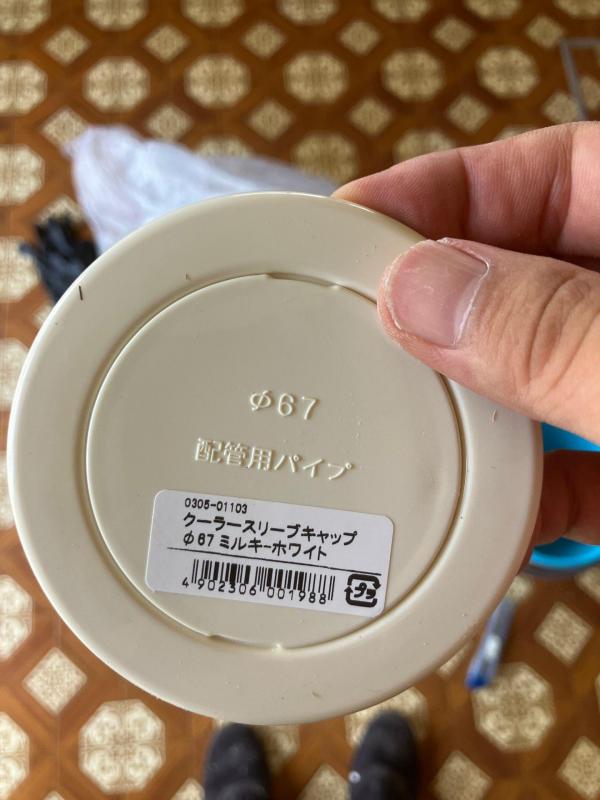 φ67
配管用パイプ
0305-01103
クーラースリーブキャップ
φ67 ミルキーホワイト
4 902306 001988
プラ